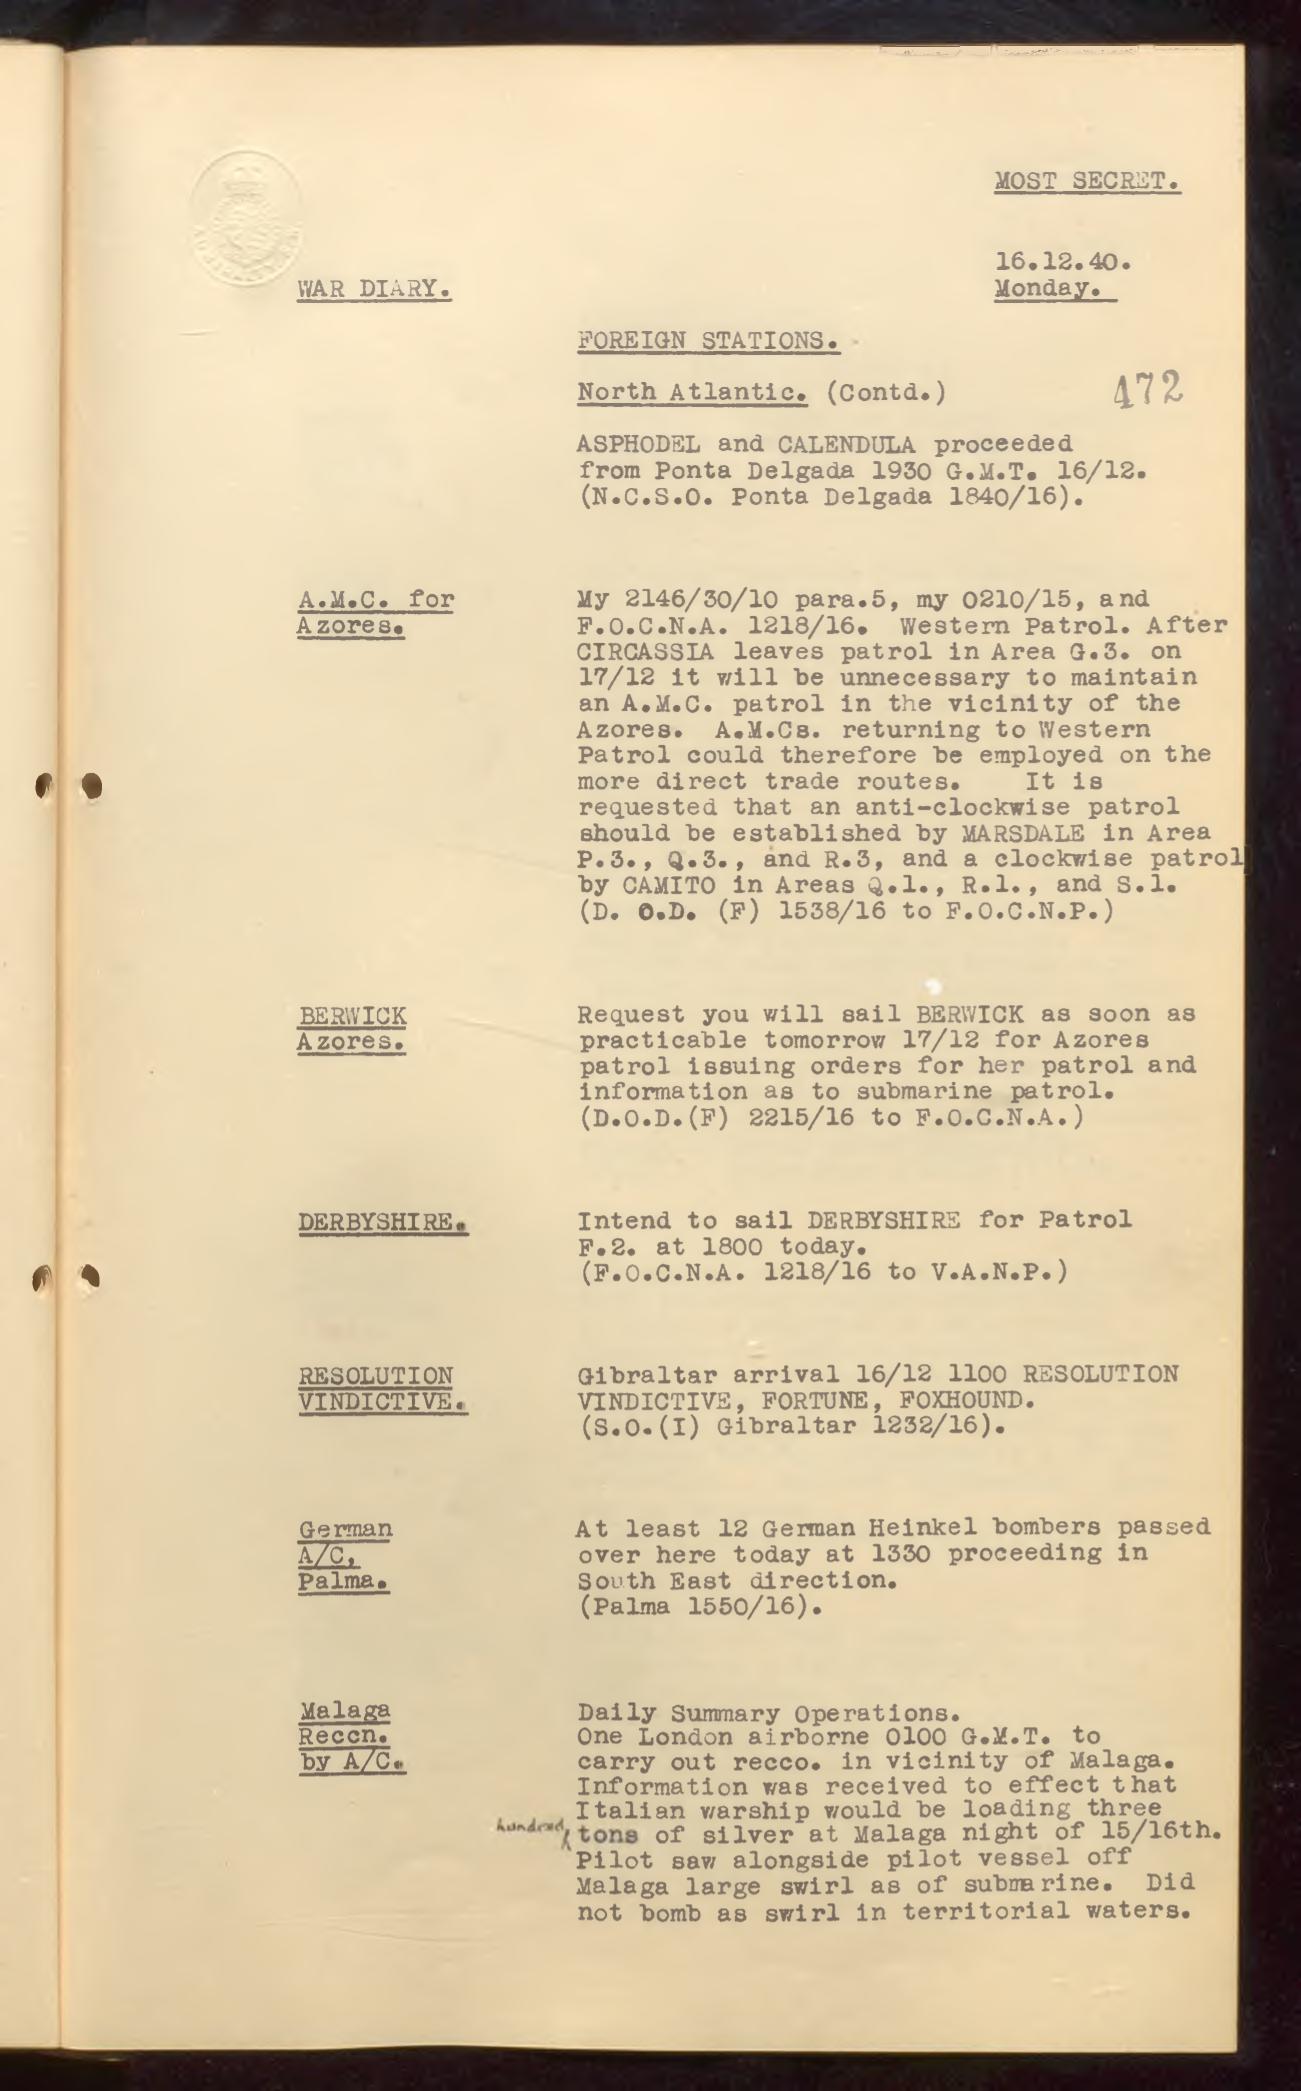 MOST SECRET.
16.12.40.
WAR DIARY.
Monday.
FOREIGN STATIONS.
North Atlantic. (Contd.)
472
ASPHODEL and CALENDULA proceeded
from Ponta Delgada 1930 G.M.T. 16/12.
(N.C.S.O. Ponta Delgada 1840/16).
A.M.C. for
Azores.
My 2146/30/10 para.5, my 0210/15, and
F.O.C.N.A. 1218/16. Western Patrol. After
CIRCASSIA leaves patrol in Area G.3. on
17/12 it will be unnecessary to maintain
an A.M.C. patrol in the vicinity of the
Azores. A.M.Cs. returning to Western
Patrol could therefore be employed on the
more direct trade routes. It is
requested that an anti-clockwise patrol
should be established by MARSDALE in Area
P.3., Q.3., and R.3, and a clockwise patrol
by CAMITO in Areas Q.1., R.1., and S.1.
(D. O.D. (F) 1538/16 to F.O.C.N.P.)
BERWICK
Azores.
Request you will sail BERWICK as soon as
practicable tomorrow 17/12 for Azores
patrol issuing orders for her patrol and
information as to submarine patrol.
(D.O.D.(F) 2215/16 to F.O.C.N.A.)
DERBYSHIRE.
Intend to sail DERBYSHIRE for Patrol
F.2. at 1800 today.
(F.O.C.N.A. 1218/16 to V.A.N.P.)
RESOLUTION
VINDICTIVE.
Gibraltar arrival 16/12 1100 RESOLUTION
VINDICTIVE, FORTUNE, FOXHOUND.
(S.O.(I) Gibraltar 1232/16).
German
A/C,
Palma.
At least 12 German Heinkel bombers passed
over here today at 1330 proceeding in
South East direction.
(Palma 1550/16).
Malaga
Reccn.
by A/C.
Daily Summary Operations.
One London airborne 0100 G.M.T. to
carry out recco. in vicinity of Malaga.
Information was received to effect that
Italian warship would be loading three
hundred tons of silver at Malaga night of 15/16th.
Pilot saw alongside pilot vessel off
Malaga large swirl as of submarine. Did
not bomb as swirl in territorial waters.